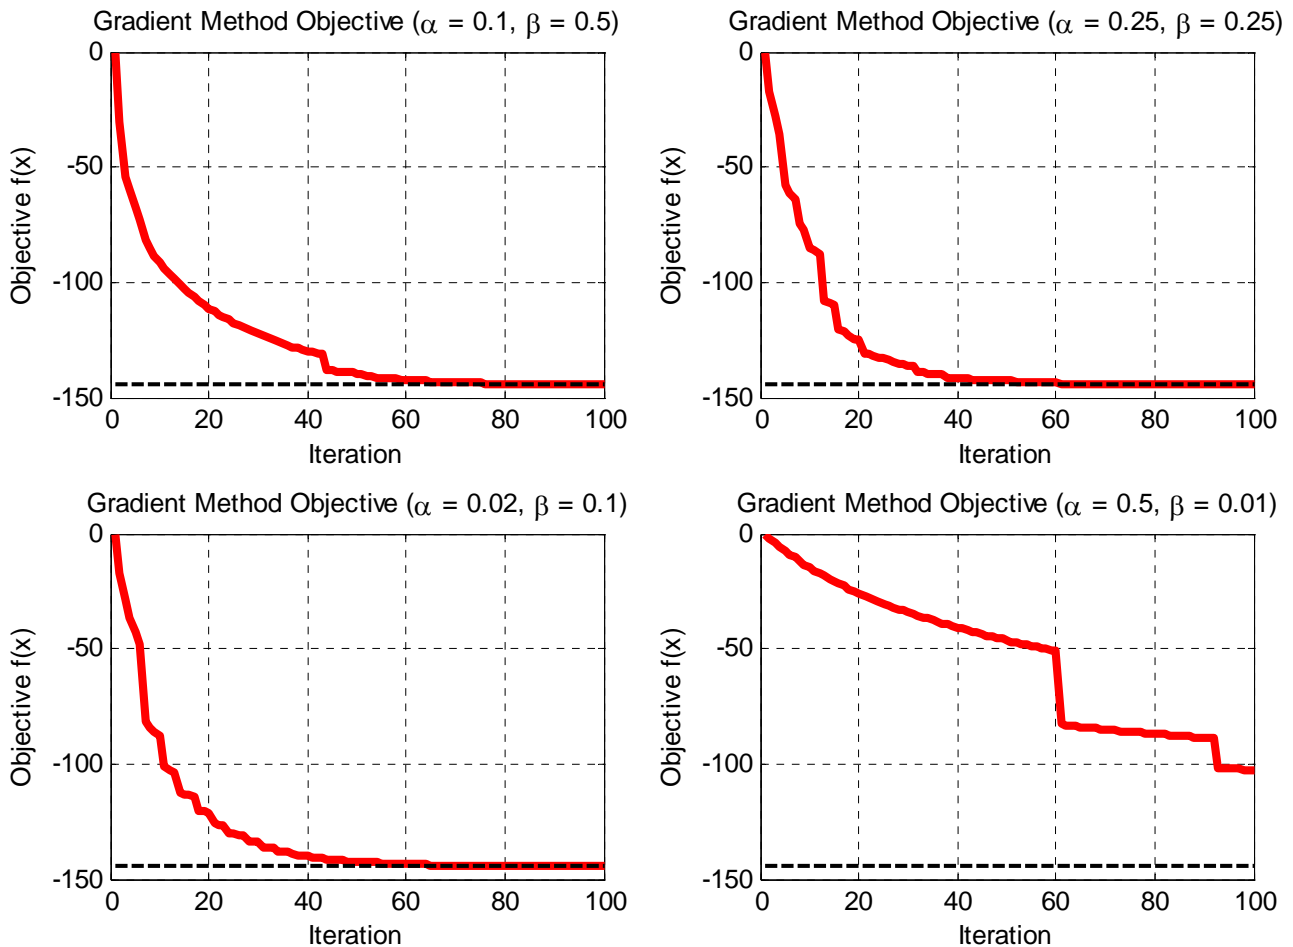 Gradient Method Objective (α = 0.1, β = 0.5)
0
-50
-100
-150
0 20 40 60 80 100
Objective f(x)
Iteration
Gradient Method Objective (α = 0.25, β = 0.25)
0
-50
-100
-150
0 20 40 60 80 100
Objective f(x)
Iteration
Gradient Method Objective (α = 0.02, β = 0.1)
0
-50
-100
-150
0 20 40 60 80 100
Objective f(x)
Iteration
Gradient Method Objective (α = 0.5, β = 0.01)
0
-50
-100
-150
0 20 40 60 80 100
Objective f(x)
Iteration